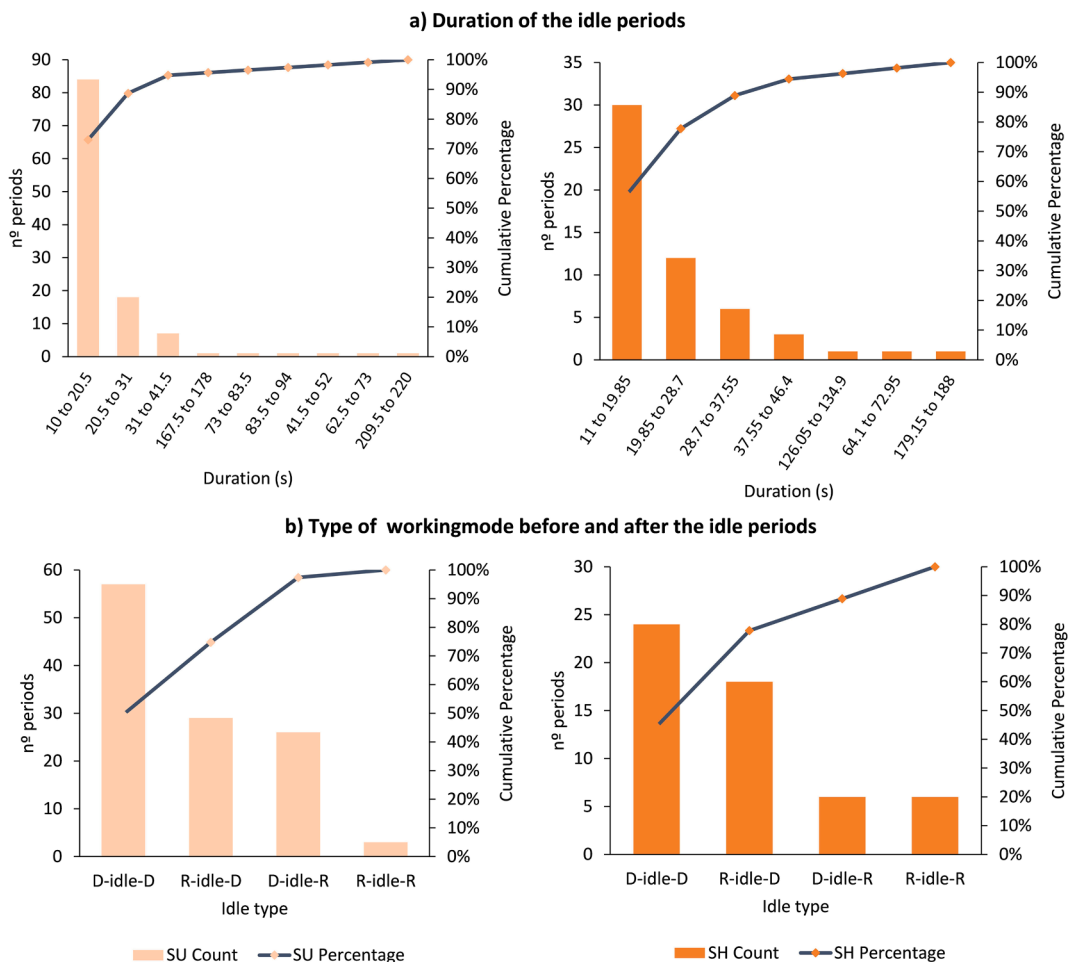 a) Duration of the idle periods
90
80
70
60
50
40
30
20
10
0
nº periods
100%
90%
80%
70%
60%
50%
40%
30%
20%
10%
0%
Cumulative Percentage
10 to 20.5
20.5 to 31
31 to 41.5
167.5 to 178
73 to 83.5
83.5 to 94
41.5 to 52
62.5 to 73
209.5 to 220
Duration (s)
35
30
25
20
15
10
5
0
nº periods
100%
90%
80%
70%
60%
50%
40%
30%
20%
10%
0%
Cumulative Percentage
11 to 19.85
19.85 to 28.7
28.7 to 37.55
37.55 to 46.4
126.05 to 134.9
64.1 to 72.95
179.15 to 188
Duration (s)
b) Type of workingmode before and after the idle periods
60
50
40
30
20
10
0
nº periods
100%
90%
80%
70%
60%
50%
40%
30%
20%
10%
0%
Cumulative Percentage
D-idle-D R-idle-D D-idle-R R-idle-R
Idle type
SU Count SU Percentage
30
25
20
15
10
5
0
nº periods
100%
90%
80%
70%
60%
50%
40%
30%
20%
10%
0%
Cumulative Percentage
D-idle-D R-idle-D D-idle-R R-idle-R
Idle type
SH Count SH Percentage